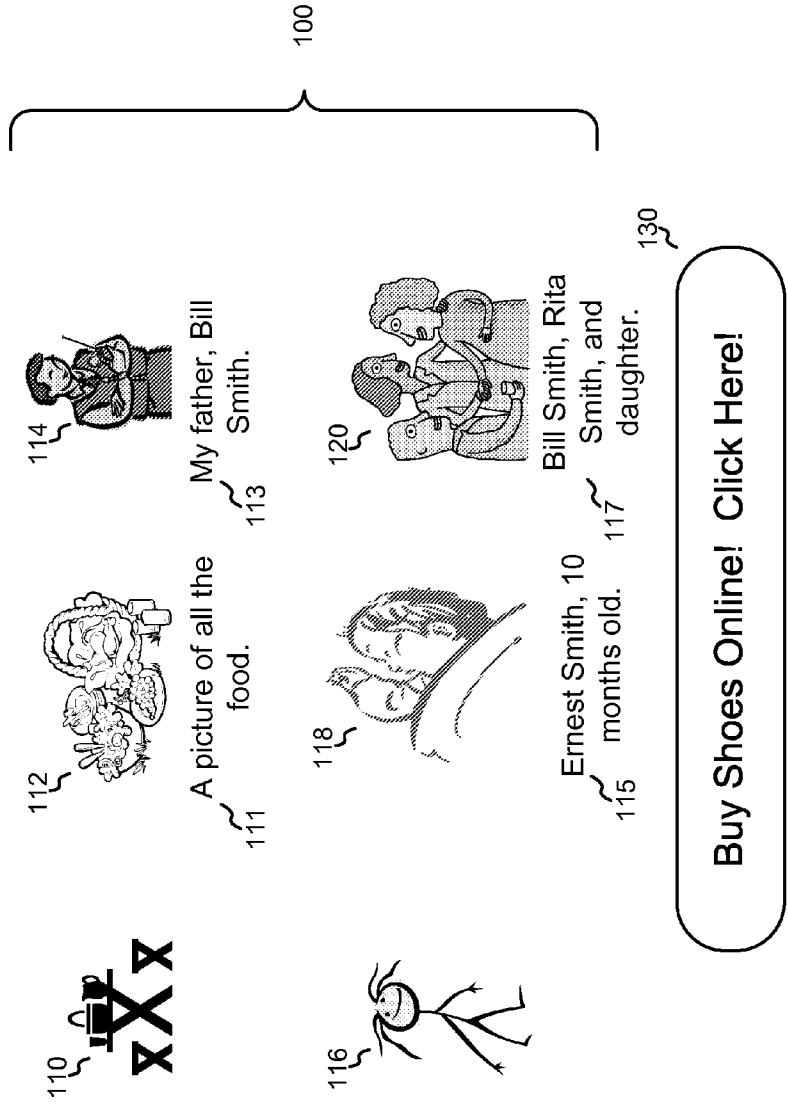 100
110
112
A picture of all the
food.
111
114
My father, Bill
Smith.
113
116
118
Ernest Smith, 10
months old.
115
120
Bill Smith, Rita
Smith, and
daughter.
117
130
Buy Shoes Online! Click Here!